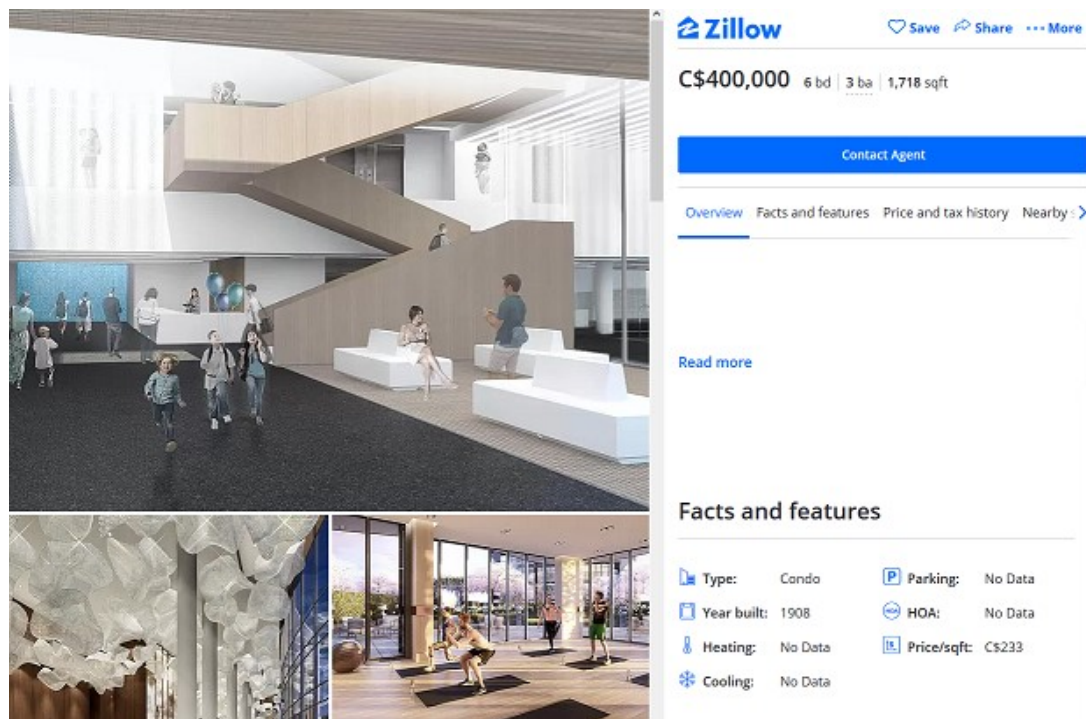 Zillow
Save Share More
C$400,000 6 bd 3 ba 1,718 sqft
Contact Agent
Overview Facts and features Price and tax history Nearby
Read more
Facts and features
Type: Condo P Parking: No Data
Year built: 1908 HOA HOA: No Data
Heating: No Data Price/sqft: C$233
Cooling: No Data